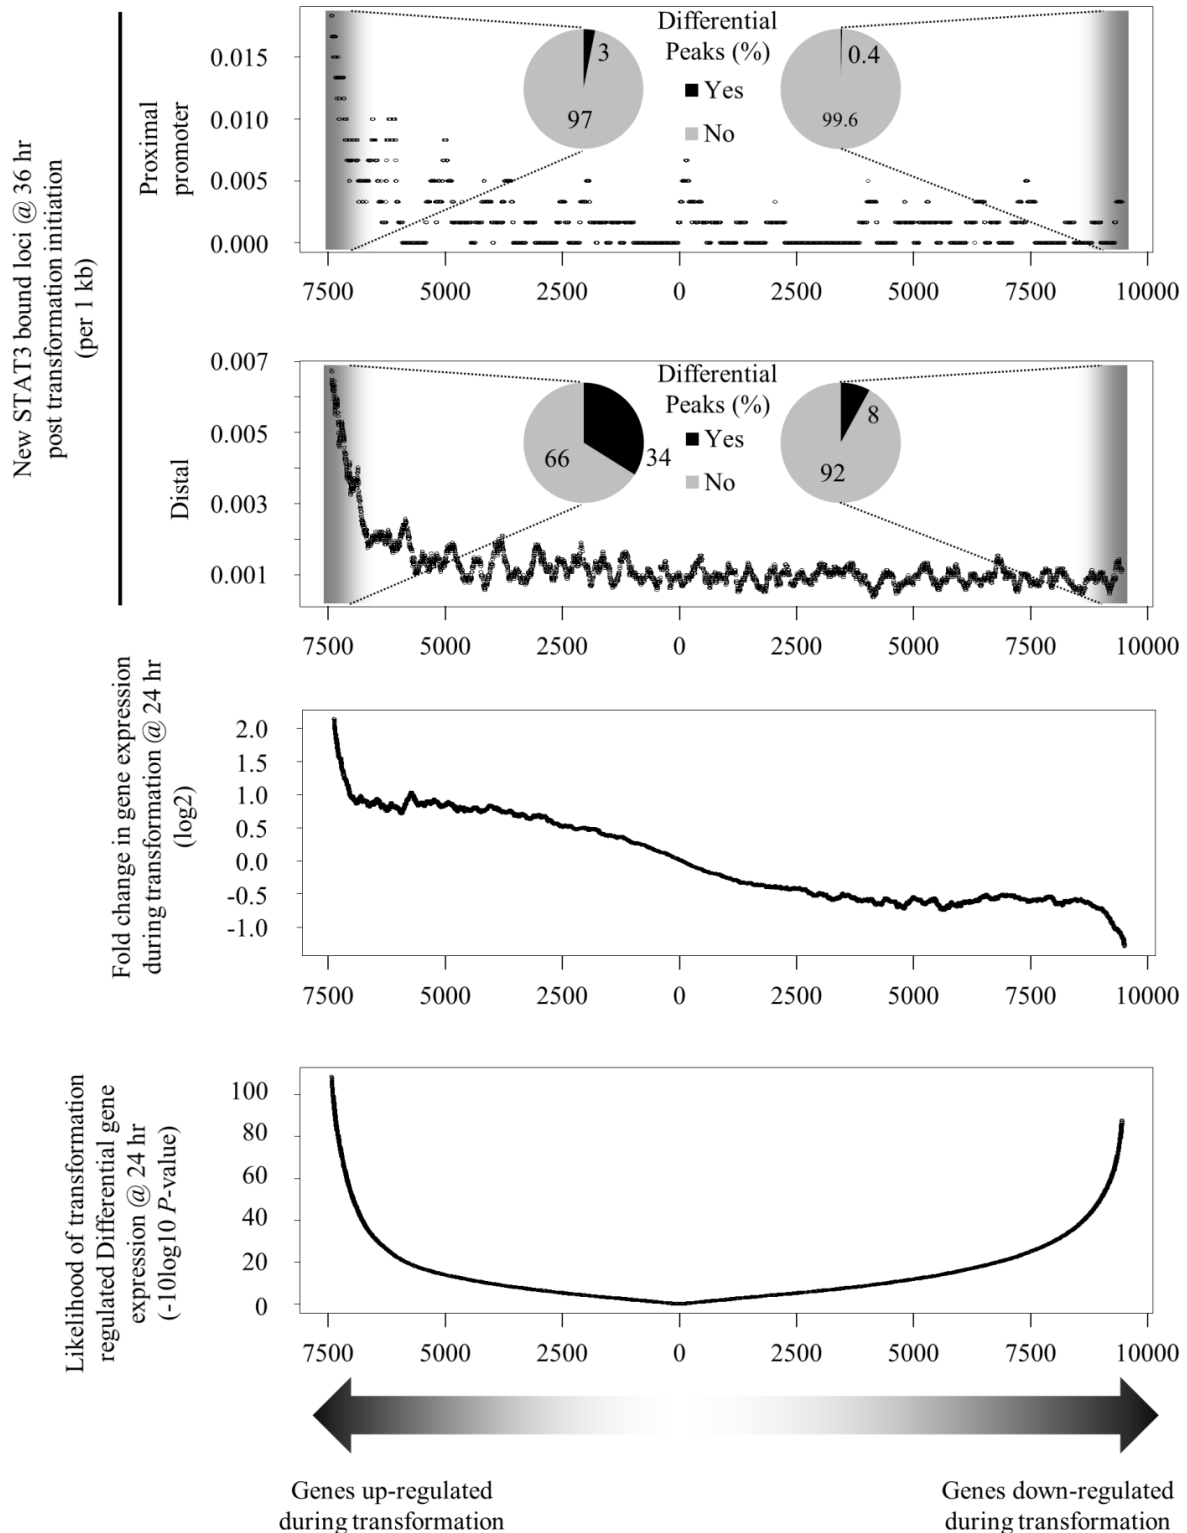 New STAT3 bound loci @ 36 hr
post transformation initiation
(per 1 kb)
Proximal
promoter
0.015
0.010
0.005
0.000
Differential
Peaks (%)
Yes
No
3
97
0.4
99.6
7500 5000 2500 0 2500 5000 7500 10000
Distal
0.007
0.005
0.003
0.001
Differential
Peaks (%)
Yes
No
66
34
8
92
7500 5000 2500 0 2500 5000 7500 10000
Fold change in gene expression
during transformation @ 24 hr
(log2)
2.0
1.5
1.0
0.5
0.0
-0.5
-1.0
7500 5000 2500 0 2500 5000 7500 10000
Likelihood of transformation
regulated Differential gene
expression @ 24 hr
(-10log10 P-value)
100
80
60
40
20
0
7500 5000 2500 0 2500 5000 7500 10000
Genes up-regulated
during transformation
Genes down-regulated
during transformation